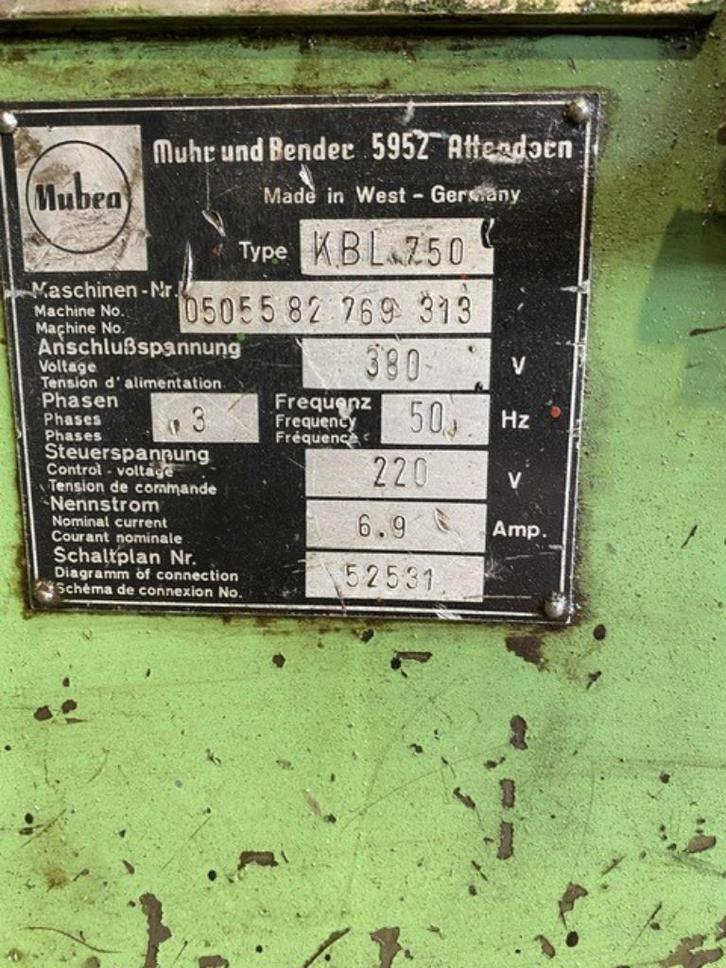 Mubea
Muhr und Bender 5952 Attendorn
Made in West - Germany
Type KBL 750
Maschinen - Nr. 05055 82 769 313
Machine No.
Machine No.
Anschlußspannung 380 V
Voltage
Tension d'alimentation
Phasen 3 Frequenz 50 Hz
Phases Frequency
Phases Fréquence
Steuerspannung 220 V
Control - voltage
Tension de commande
Nennstrom 6.9 Amp.
Nominal current
Courant nominale
Schaltplan Nr. 52531
Diagramm of connection
Schéma de connexion No.